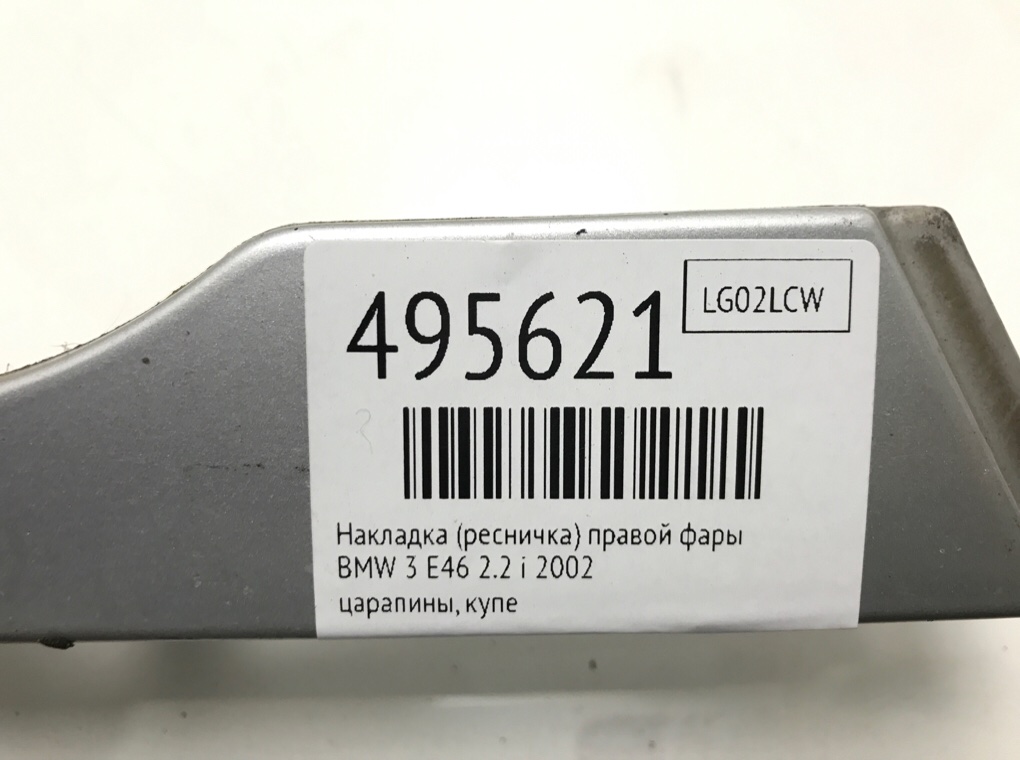 495621
LG02LCW
Накладка (ресничка) правой фары
BMW 3 E46 2.2 i 2002
царапины, купе